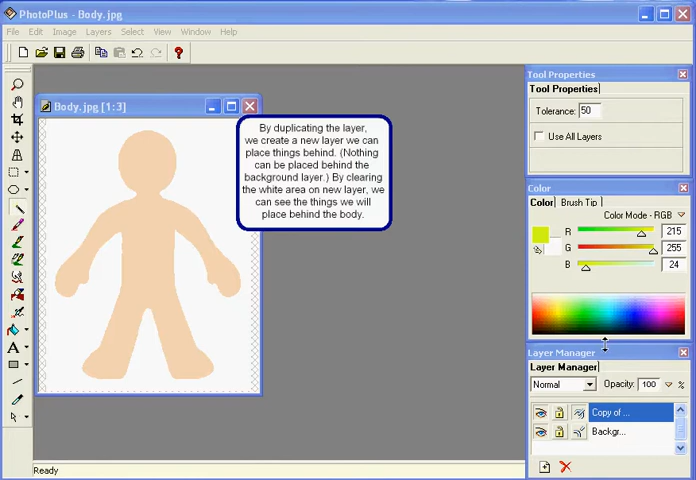 PhotoPlus - Body.jpg
File Edit Image Layers Select View Window Help
Body.jpg [1:3]
By duplicating the layer,
we create a new layer we can
place things behind. (Nothing
can be placed behind the
background layer.) By clearing
the white area on new layer, we
can see the things we will
place behind the body.
Tool Properties
Tool Properties
Tolerance: 50
Use All Layers
Color
Color Brush Tip
Color Mode - RGB
R 215
G 255
B 24
Layer Manager
Layer Manager
Normal Opacity: 100 %
Copy of ...
Backgr...
Ready